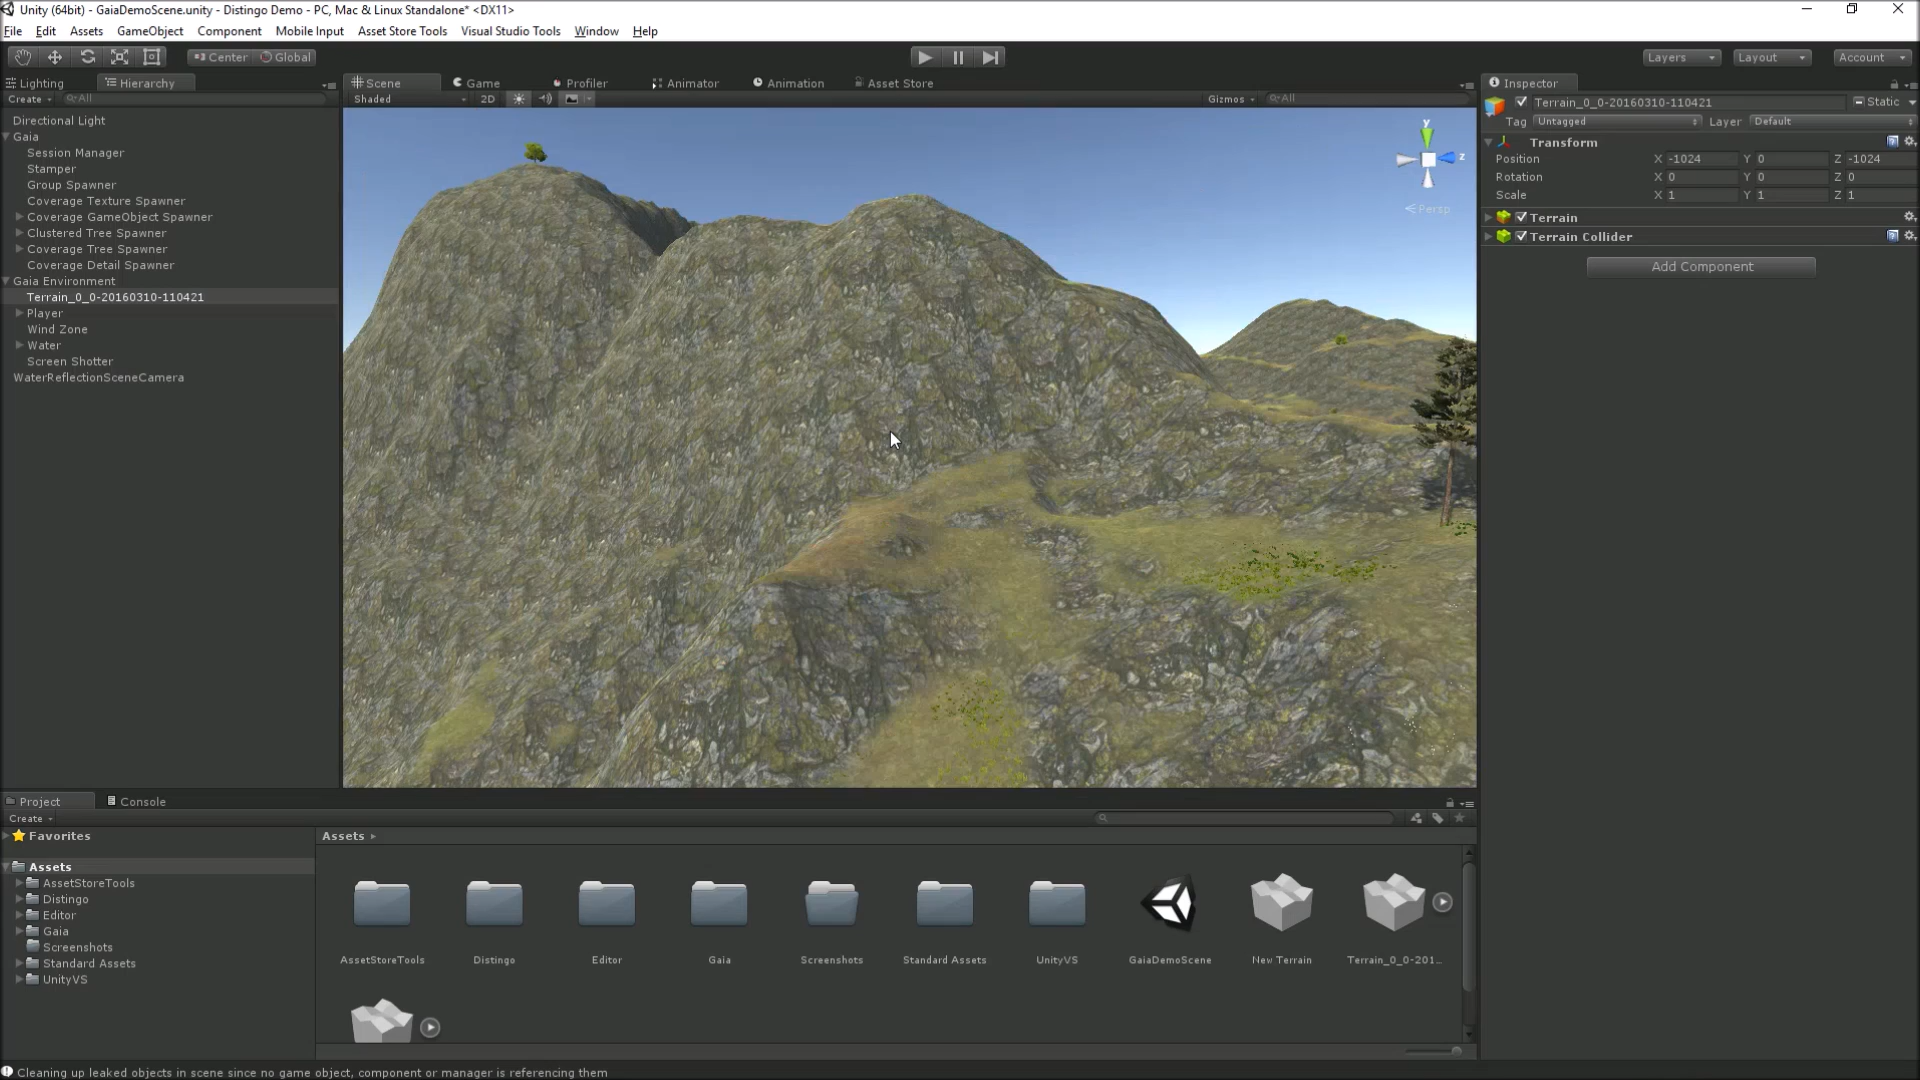 Unity (64bit) - GaiaDemoScene.unity - Distingo Demo - PC, Mac & Linux Standalone* <DX11>
File Edit Assets GameObject Component Mobile Input Asset Store Tools Visual Studio Tools Window Help
Center Global Layers Layout Account
Lighting Hierarchy Scene Game Profiler Animator Animation Asset Store Inspector
Create All Shaded 2D Gizmos All
Terrain_0_0-20160310-110421 Static
Tag Untagged Layer Default
Directional Light
Gaia
Session Manager
Stamper
Group Spawner
Coverage Texture Spawner
Coverage GameObject Spawner
Clustered Tree Spawner
Coverage Tree Spawner
Coverage Detail Spawner
Gaia Environment
Terrain_0_0-20160310-110421
Player
Wind Zone
Water
Screen Shotter
WaterReflectionSceneCamera
y
z
Persp
Transform
Position X -1024 Y 0 Z -1024
Rotation X 0 Y 0 Z 0
Scale X 1 Y 1 Z 1
Terrain
Terrain Collider
Add Component
Project Console
Create
Favorites
Assets
AssetStoreTools
Distingo
Editor
Gaia
Screenshots
Standard Assets
UnityVS
Assets
AssetStoreTools Distingo Editor Gaia Screenshots Standard Assets UnityVS GaiaDemoScene New Terrain Terrain_0_0-201...
Cleaning up leaked objects in scene since no game object, component or manager is referencing them